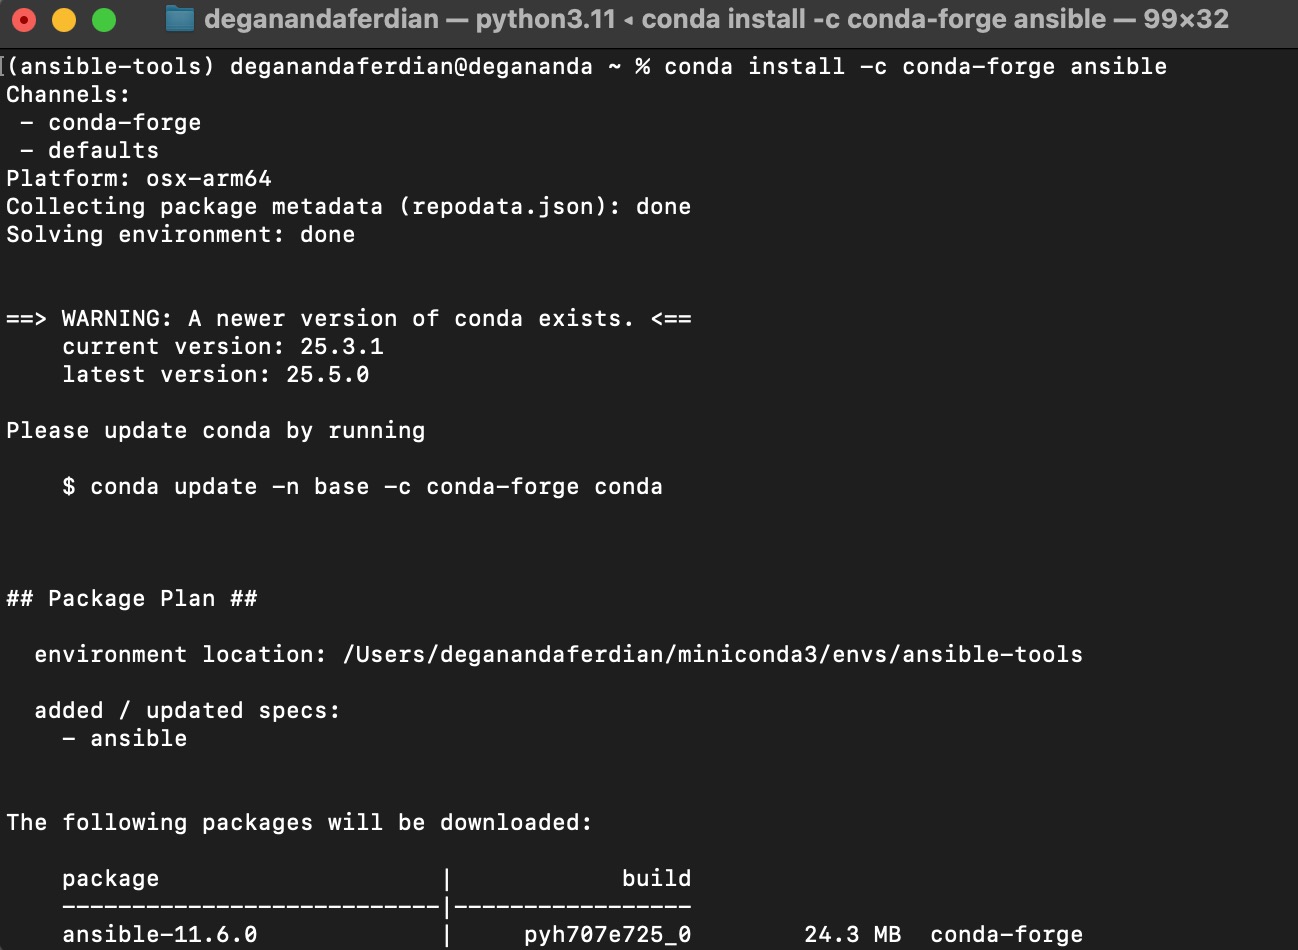 deganandaferdian — python3.11 ◂ conda install -c conda-forge ansible — 99×32
(ansible-tools) deganandaferdian@degananda ~ % conda install -c conda-forge ansible
Channels:
 - conda-forge
 - defaults
Platform: osx-arm64
Collecting package metadata (repodata.json): done
Solving environment: done
==> WARNING: A newer version of conda exists. <==
    current version: 25.3.1
    latest version: 25.5.0
Please update conda by running
    $ conda update -n base -c conda-forge conda
## Package Plan ##
  environment location: /Users/deganandaferdian/miniconda3/envs/ansible-tools
  added / updated specs:
    - ansible
The following packages will be downloaded:
    package                    |            build
    ---------------------------|-----------------
    ansible-11.6.0             |     pyh707e725_0        24.3 MB  conda-forge